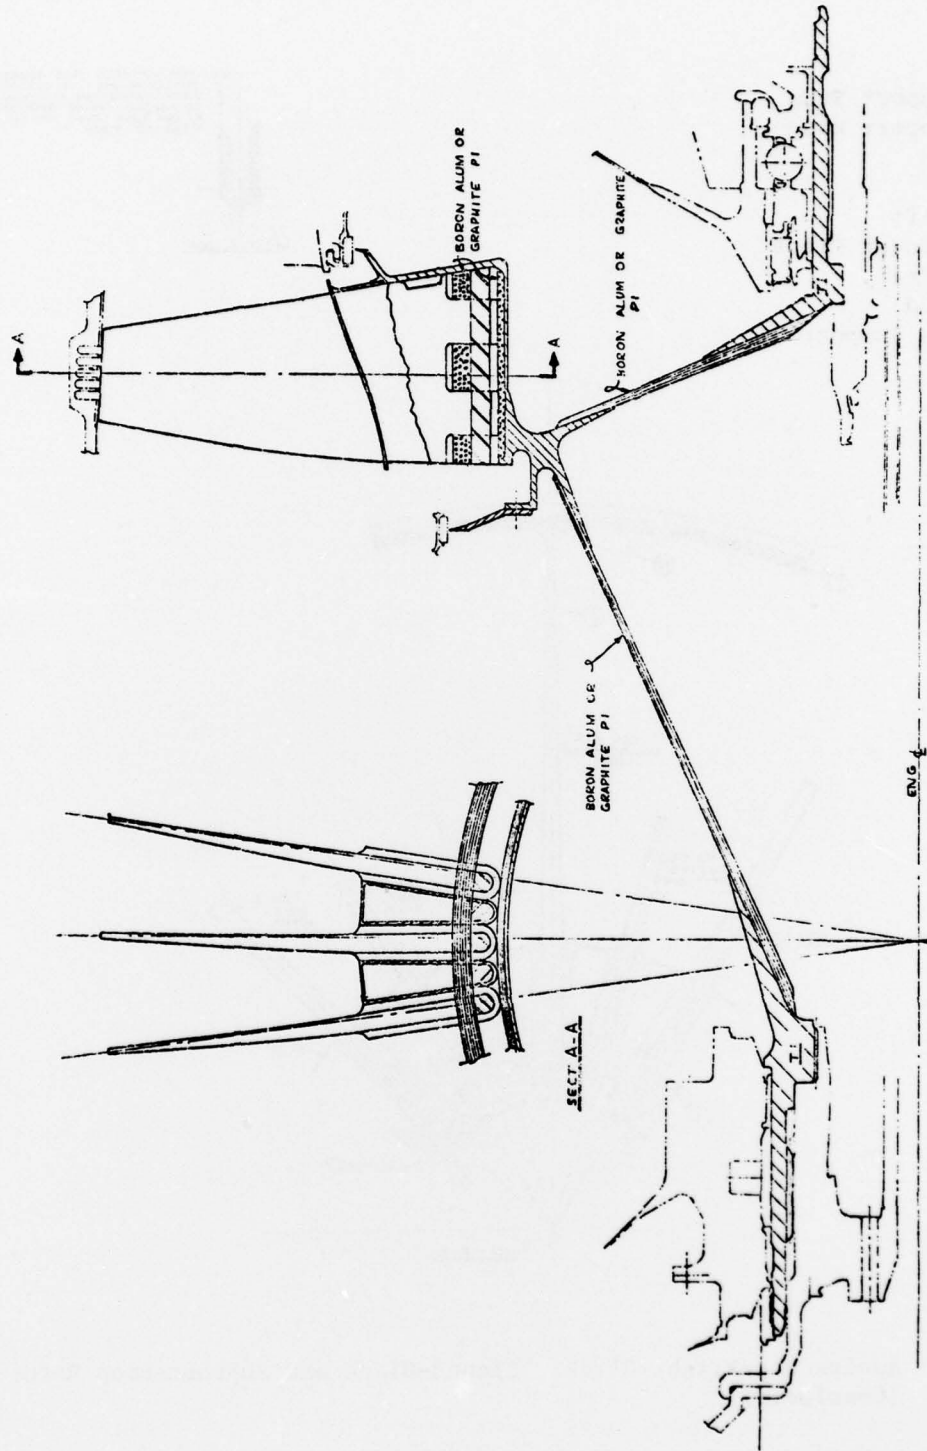 A
A
BORON ALUM OR
GRAPHITE PI
BORON ALUM OR GRAPHITE
PI
BORON ALUM OR
GRAPHITE PI
SECT A-A
ENG ℄